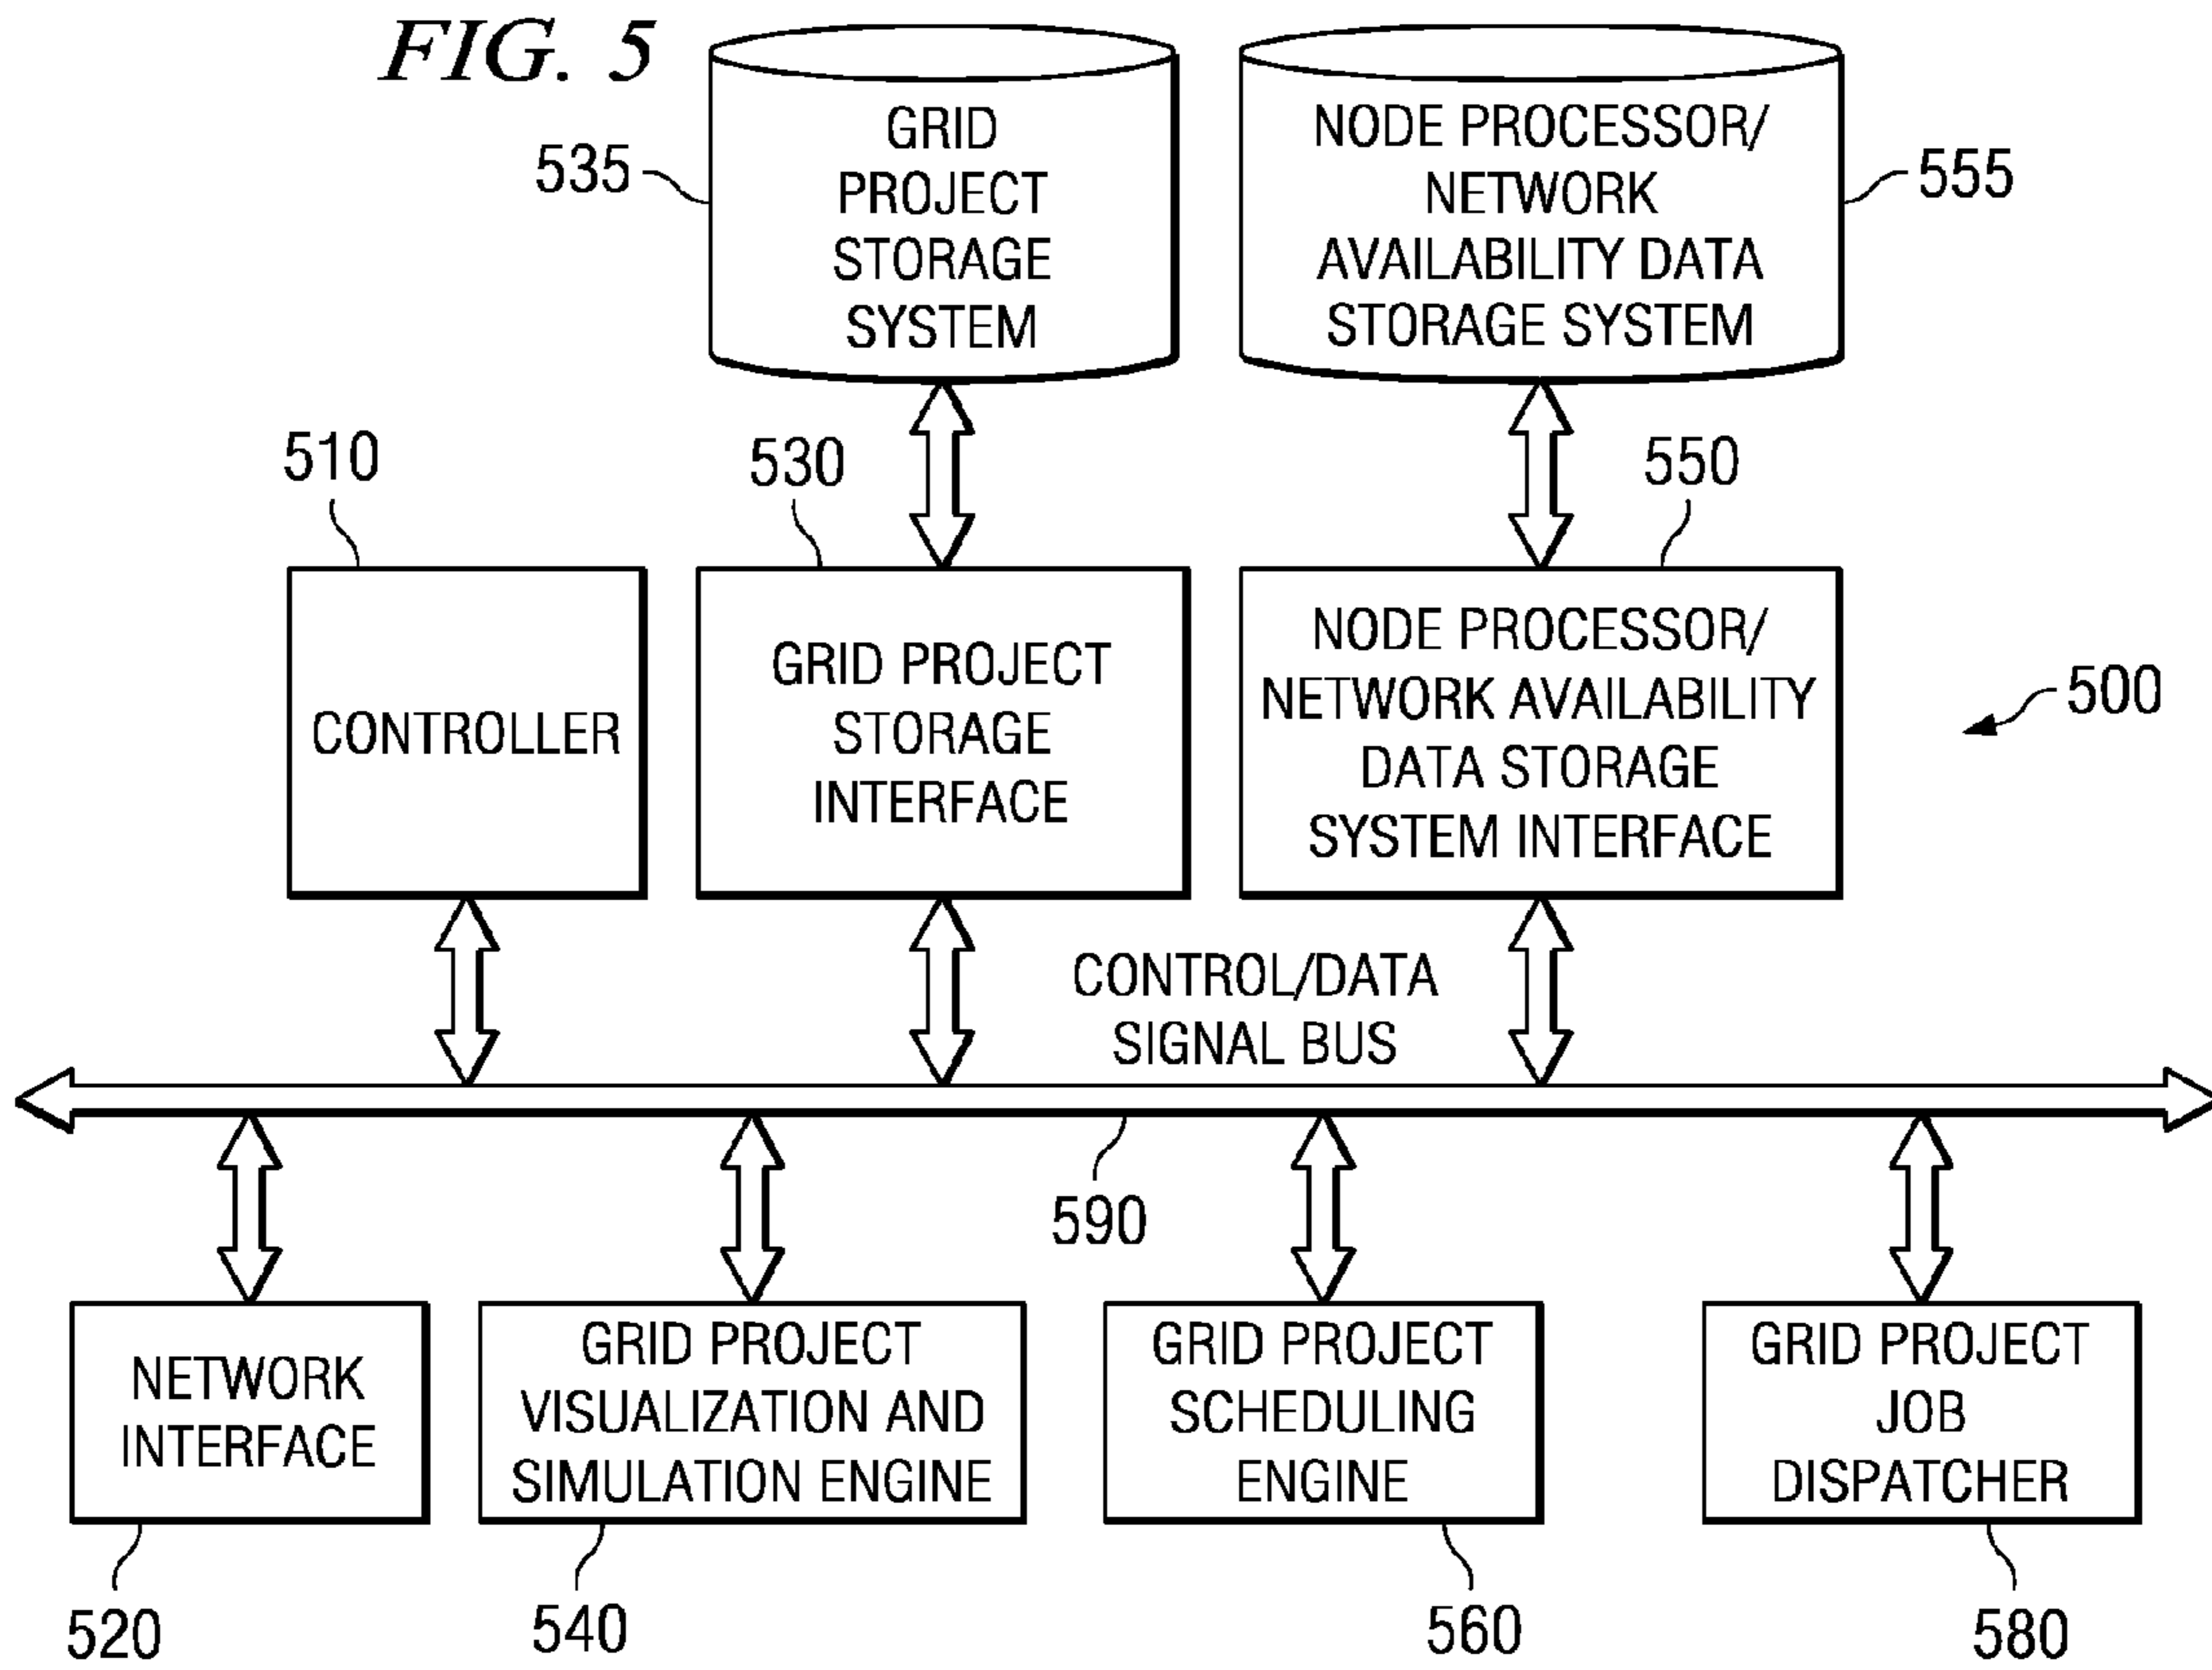 FIG. 5
535
GRID
PROJECT
STORAGE
SYSTEM
NODE PROCESSOR/
NETWORK
AVAILABILITY DATA
STORAGE SYSTEM
555
510
530
550
CONTROLLER
GRID PROJECT
STORAGE
INTERFACE
NODE PROCESSOR/
NETWORK AVAILABILITY
DATA STORAGE
SYSTEM INTERFACE
500
CONTROL/DATA
SIGNAL BUS
590
NETWORK
INTERFACE
GRID PROJECT
VISUALIZATION AND
SIMULATION ENGINE
GRID PROJECT
SCHEDULING
ENGINE
GRID PROJECT
JOB
DISPATCHER
520
540
560
580